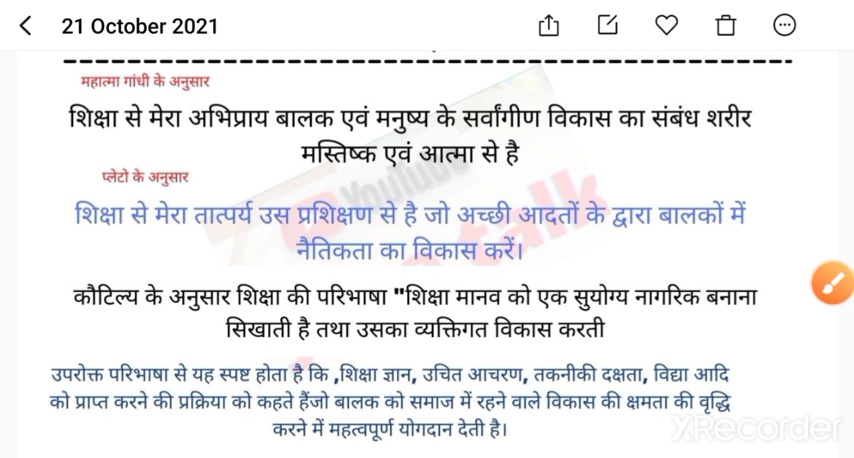 21 October 2021
महात्मा गांधी के अनुसार
शिक्षा से मेरा अभिप्राय बालक एवं मनुष्य के सर्वांगीण विकास का संबंध शरीर
मस्तिष्क एवं आत्मा से है
प्लेटो के अनुसार
शिक्षा से मेरा तात्पर्य उस प्रशिक्षण से है जो अच्छी आदतों के द्वारा बालकों में
नैतिकता का विकास करें।
कौटिल्य के अनुसार शिक्षा की परिभाषा "शिक्षा मानव को एक सुयोग्य नागरिक बनाना
सिखाती है तथा उसका व्यक्तिगत विकास करती
उपरोक्त परिभाषा से यह स्पष्ट होता है कि ,शिक्षा ज्ञान, उचित आचरण, तकनीकी दक्षता, विद्या आदि
को प्राप्त करने की प्रक्रिया को कहते हैंजो बालक को समाज में रहने वाले विकास की क्षमता की वृद्धि
करने में महत्वपूर्ण योगदान देती है।
XRecorder
YouTube
talk